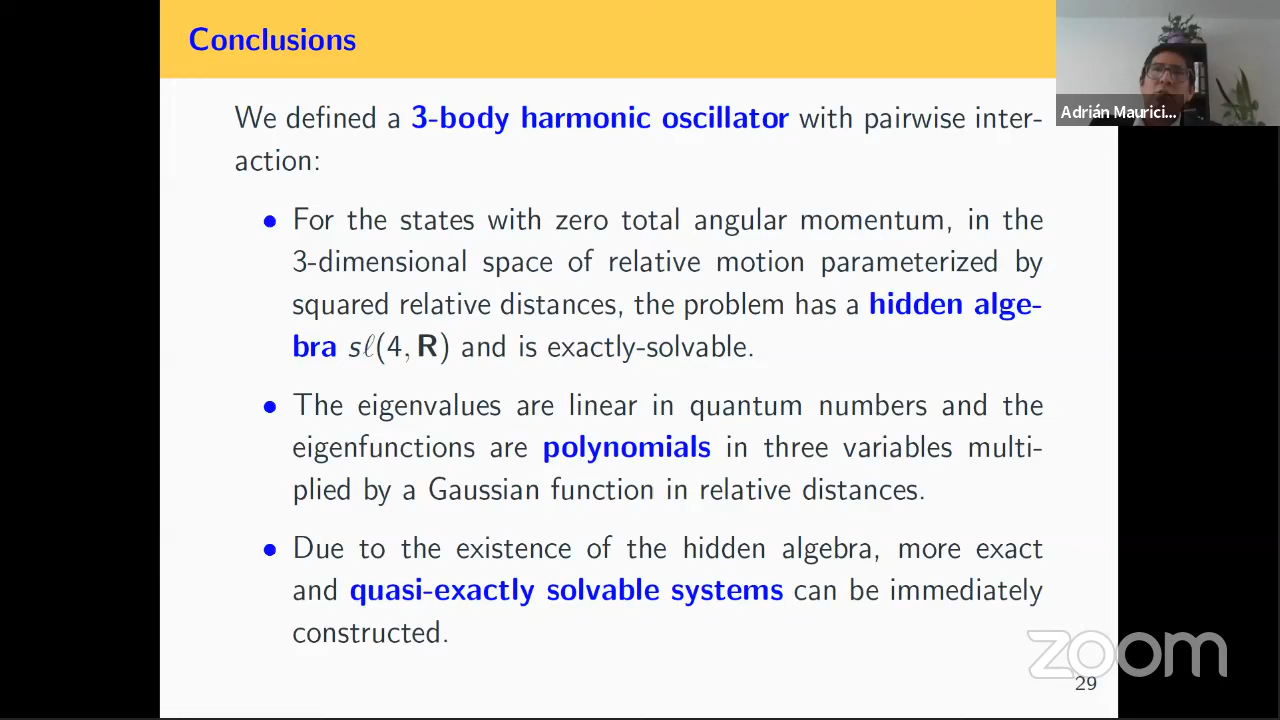 Conclusions
We defined a 3-body harmonic oscillator with pairwise inter-
action:
• For the states with zero total angular momentum, in the
3-dimensional space of relative motion parameterized by
squared relative distances, the problem has a hidden alge-
bra sℓ(4, R) and is exactly-solvable.
• The eigenvalues are linear in quantum numbers and the
eigenfunctions are polynomials in three variables multi-
plied by a Gaussian function in relative distances.
• Due to the existence of the hidden algebra, more exact
and quasi-exactly solvable systems can be immediately
constructed.
29
Adrián Maurici...
zoom